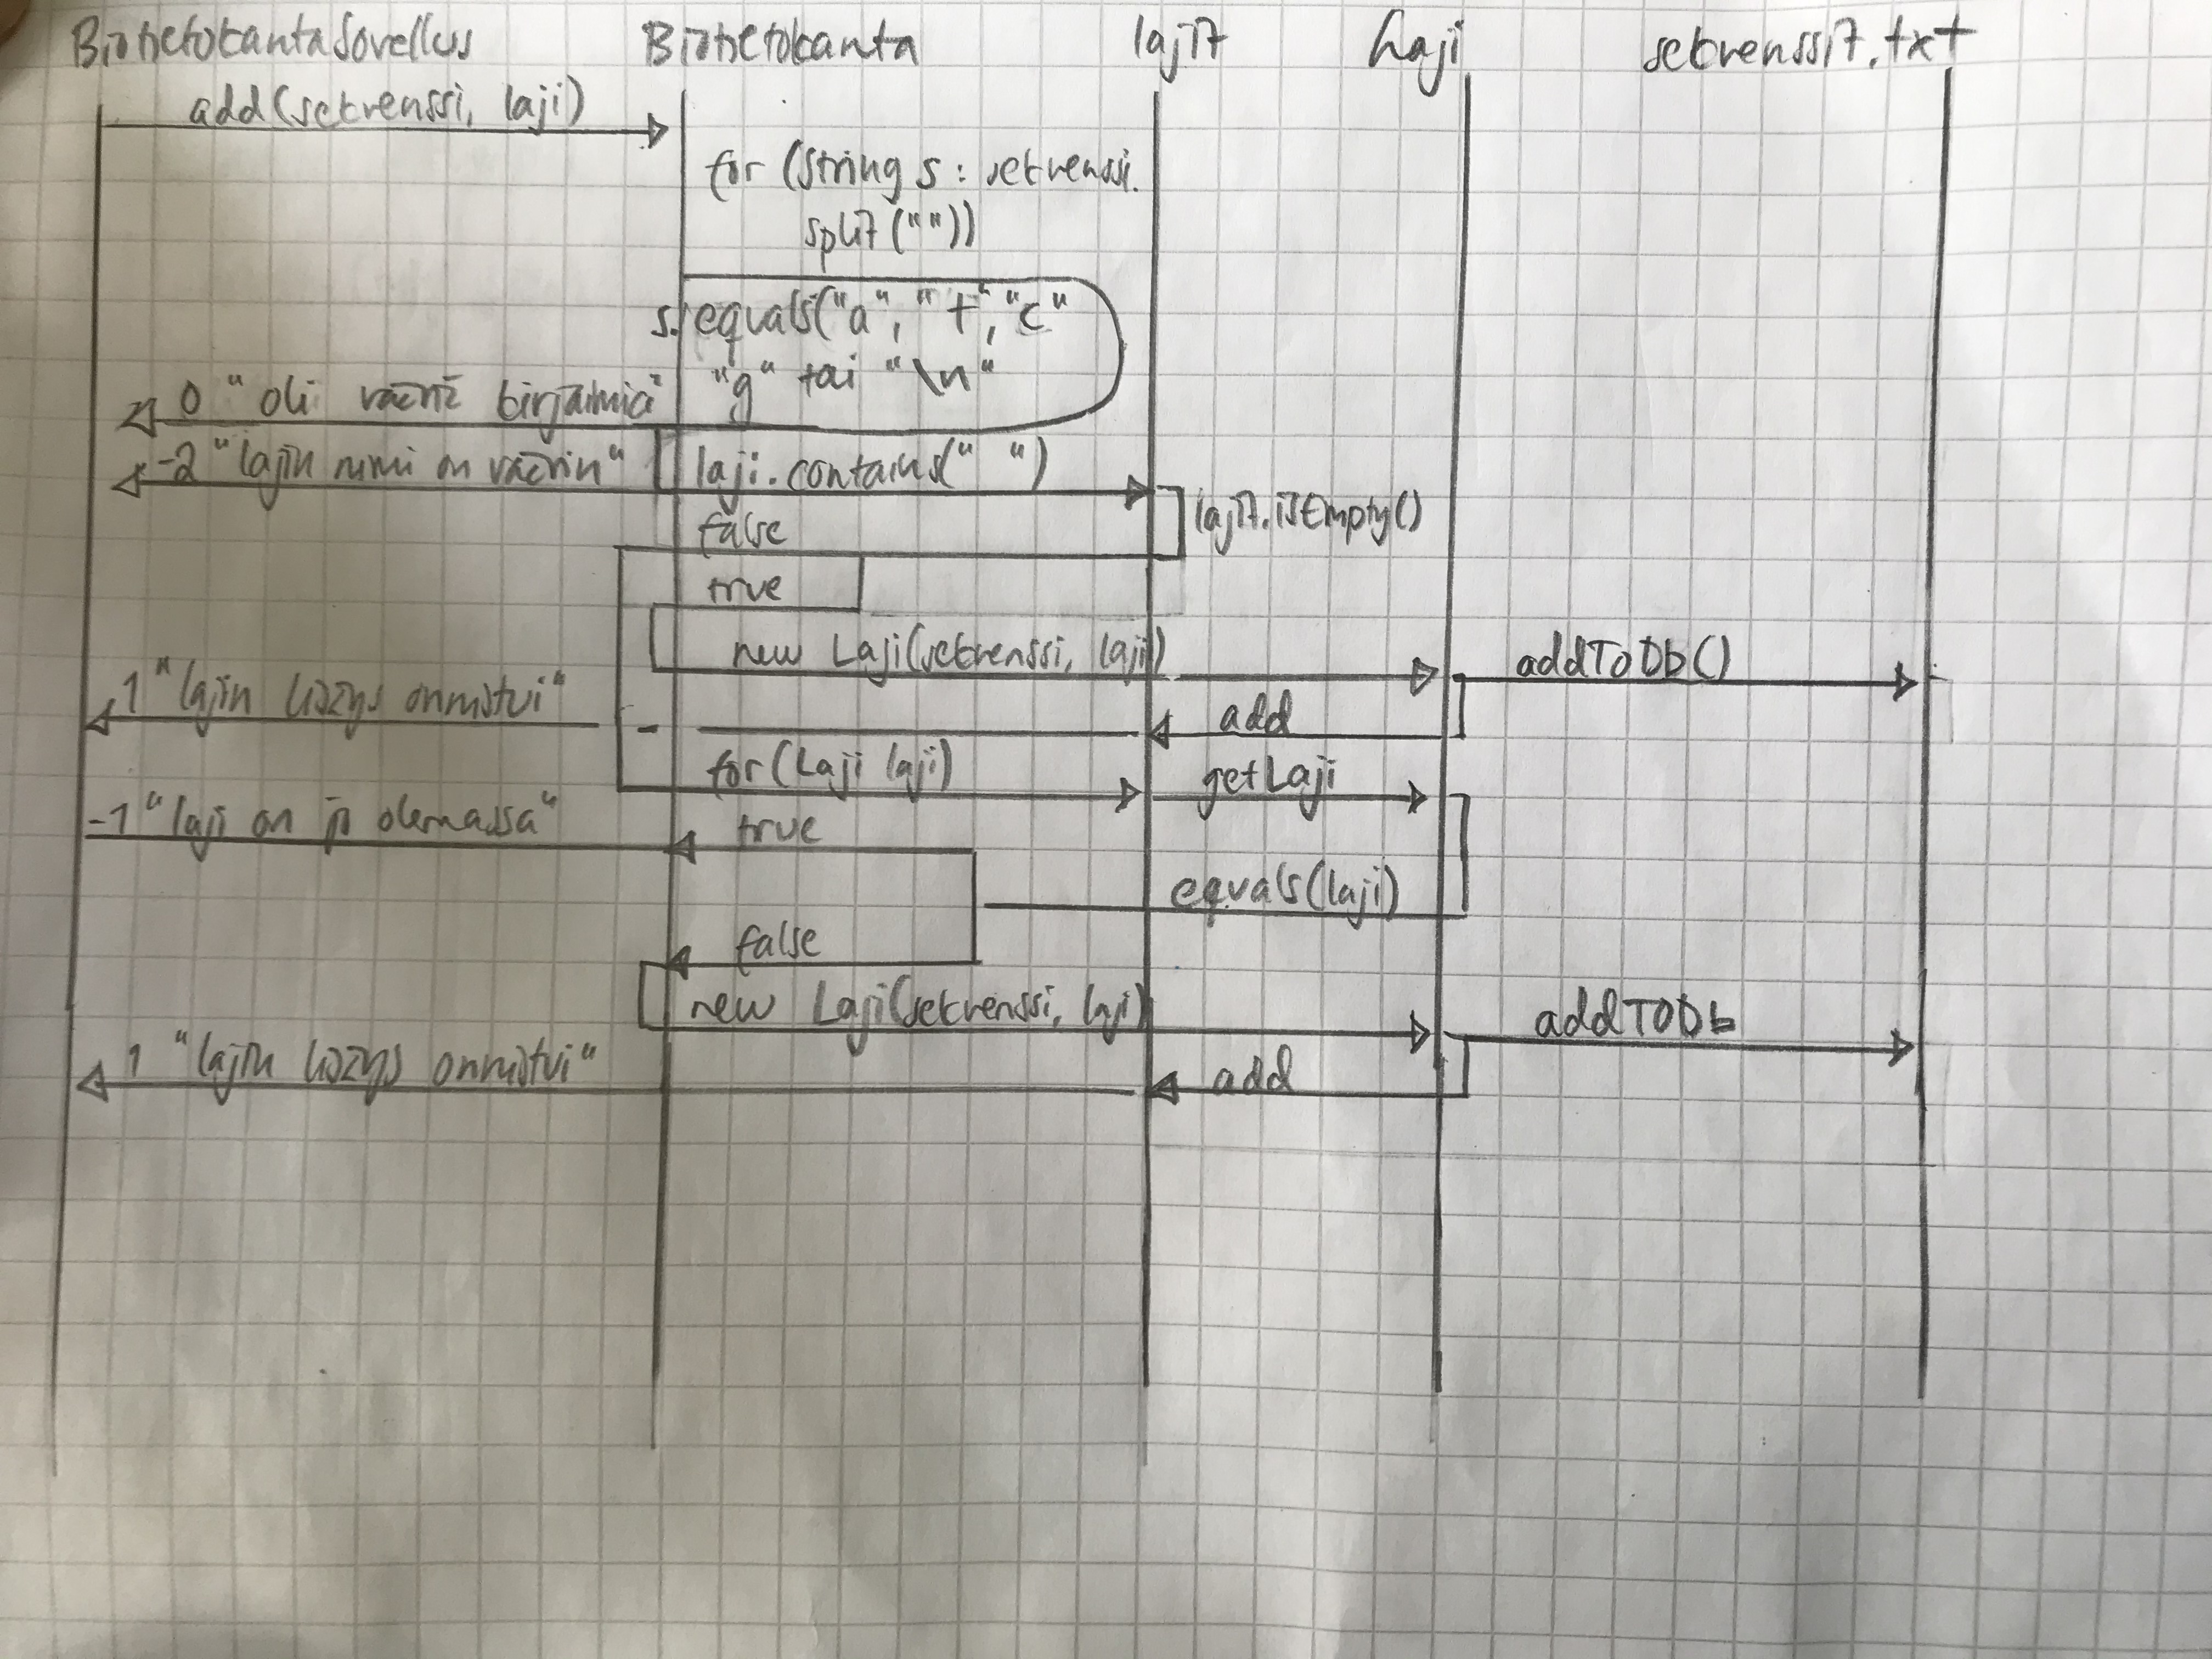 BiotietokantaSovellus Biotietokanta lajit Laji sekvenssit.txt
add(sekvenssi, laji)
for (String s : sekvenssi.
split(""))
s.equals("a", "t", "c"
"g" tai "\n"
0 "oli vääriä kirjaimia"
-2 "lajin nimi on väärin" laji.contains(" ")
lajit.isEmpty()
false
true
new Laji(sekvenssi, laji) addToDb()
1 "lajin lisäys onnistui" add
for(Laji laji) getLaji
-1 "laji on jo olemassa" true
equals(laji)
false
new Laji(sekvenssi, laji) addToDb
1 "lajin lisäys onnistui" add